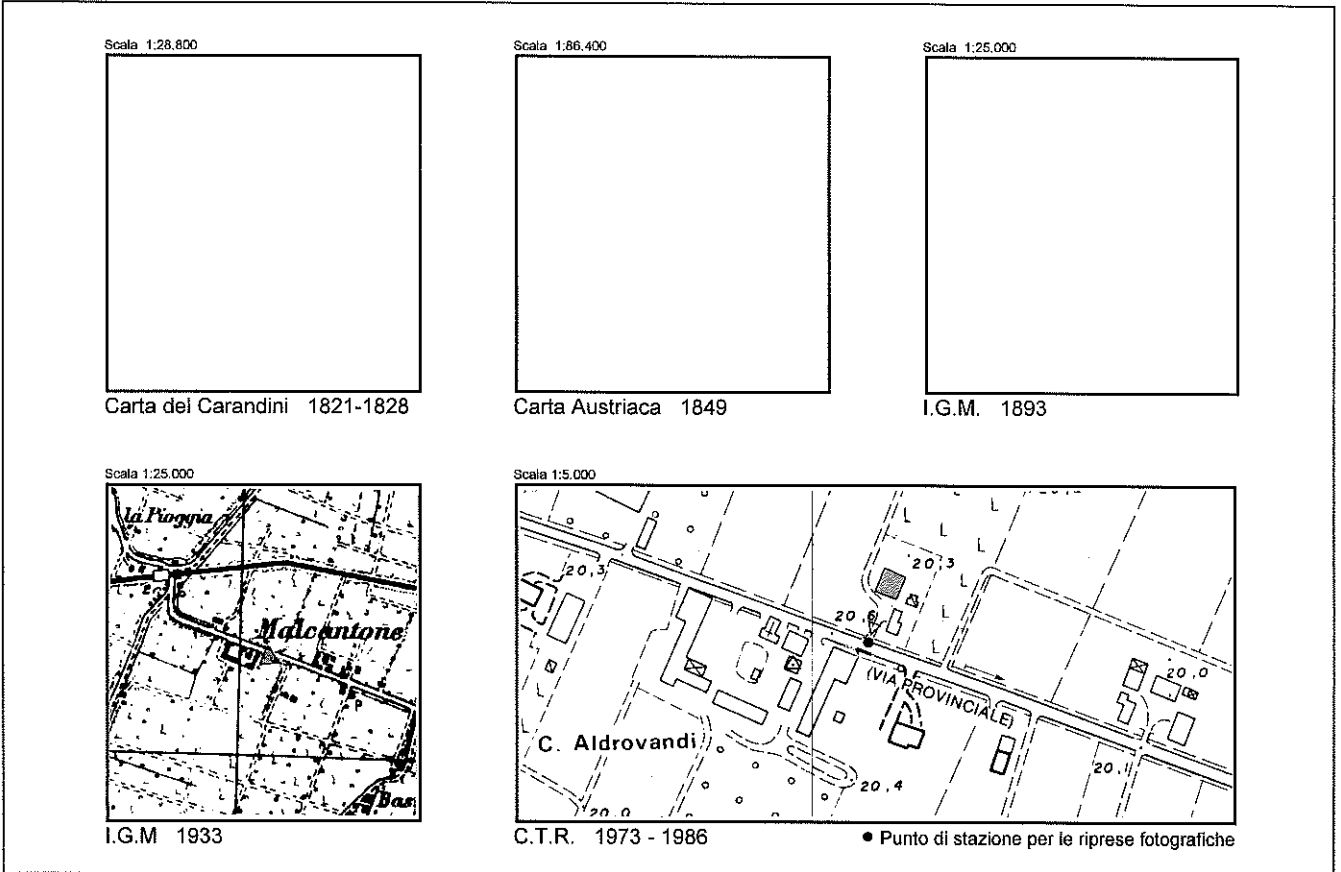 Scala 1:28.800
Scala 1:86.400
Scala 1:25.000
Carta del Carandini 1821-1828
Carta Austriaca 1849
I.G.M. 1893
Scala 1:25.000
Scala 1:5.000
la Pioggia
Malcantone
Bas
L L L
20,3
20,3
20,6
(VIA PROVINCIALE)
20,0
C. Aldrovandi
20,4
20,1
20,0
I.G.M 1933
C.T.R. 1973 - 1986
● Punto di stazione per le riprese fotografiche